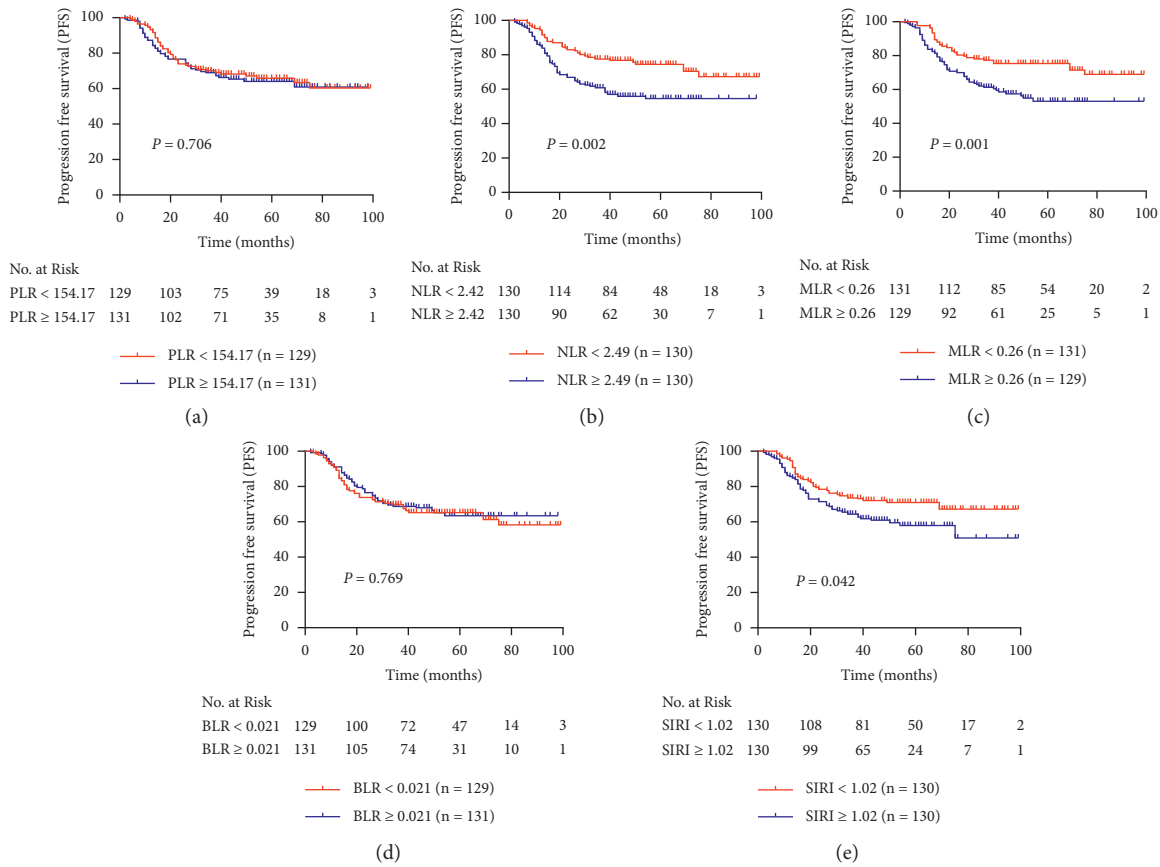 Progression free survival (PFS)
100
80
60
40
20
0
P = 0.706
0 20 40 60 80 100
Time (months)
No. at Risk
PLR < 154.17 129 103 75 39 18 3
PLR ≥ 154.17 131 102 71 35 8 1
PLR < 154.17 (n = 129)
PLR ≥ 154.17 (n = 131)
(a)
Progression free survival (PFS)
100
80
60
40
20
0
P = 0.002
0 20 40 60 80 100
Time (months)
No. at Risk
NLR < 2.42 130 114 84 48 18 3
NLR ≥ 2.42 130 90 62 30 7 1
NLR < 2.49 (n = 130)
NLR ≥ 2.49 (n = 130)
(b)
Progression free survival (PFS)
100
80
60
40
20
0
P = 0.001
0 20 40 60 80 100
Time (months)
No. at Risk
MLR < 0.26 131 112 85 54 20 2
MLR ≥ 0.26 129 92 61 25 5 1
MLR < 0.26 (n = 131)
MLR ≥ 0.26 (n = 129)
(c)
Progression free survival (PFS)
100
80
60
40
20
0
P = 0.769
0 20 40 60 80 100
Time (months)
No. at Risk
BLR < 0.021 129 100 72 47 14 3
BLR ≥ 0.021 131 105 74 31 10 1
BLR < 0.021 (n = 129)
BLR ≥ 0.021 (n = 131)
(d)
Progression free survival (PFS)
100
80
60
40
20
0
P = 0.042
0 20 40 60 80 100
Time (months)
No. at Risk
SIRI < 1.02 130 108 81 50 17 2
SIRI ≥ 1.02 130 99 65 24 7 1
SIRI < 1.02 (n = 130)
SIRI ≥ 1.02 (n = 130)
(e)